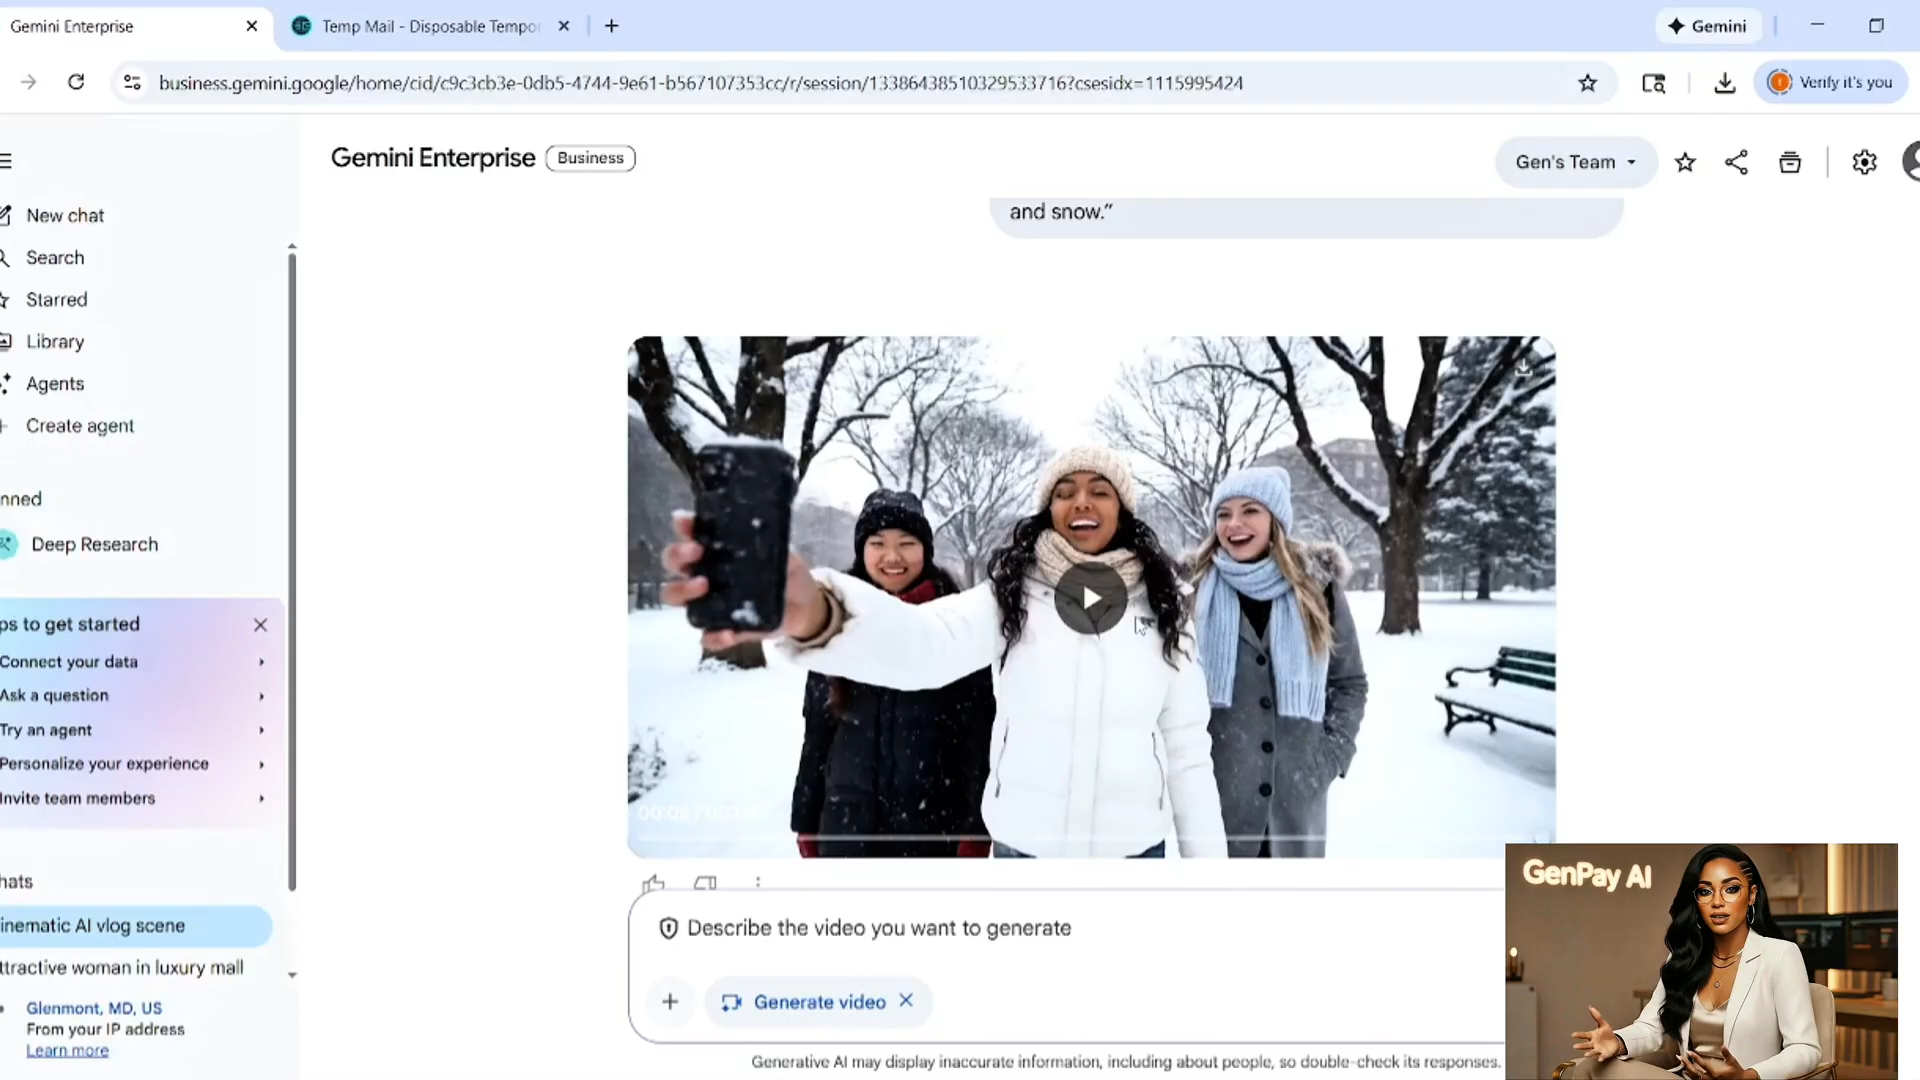 Gemini Enterprise
Temp Mail - Disposable Tempo
Gemini
business.gemini.google/home/cid/c9c3cb3e-0db5-4744-9e61-b567107353cc/r/session/13386438510329533716?csesidx=1115995424
Verify it's you
Gemini Enterprise
Business
Gen's Team
New chat
Search
Starred
Library
Agents
Create agent
nned
Deep Research
ps to get started
Connect your data
Ask a question
Try an agent
Personalize your experience
Invite team members
hats
inematic AI vlog scene
ttractive woman in luxury mall
Glenmont, MD, US
From your IP address
Learn more
and snow.”
Describe the video you want to generate
Generate video
Generative AI may display inaccurate information, including about people, so double-check its responses.
GenPay AI